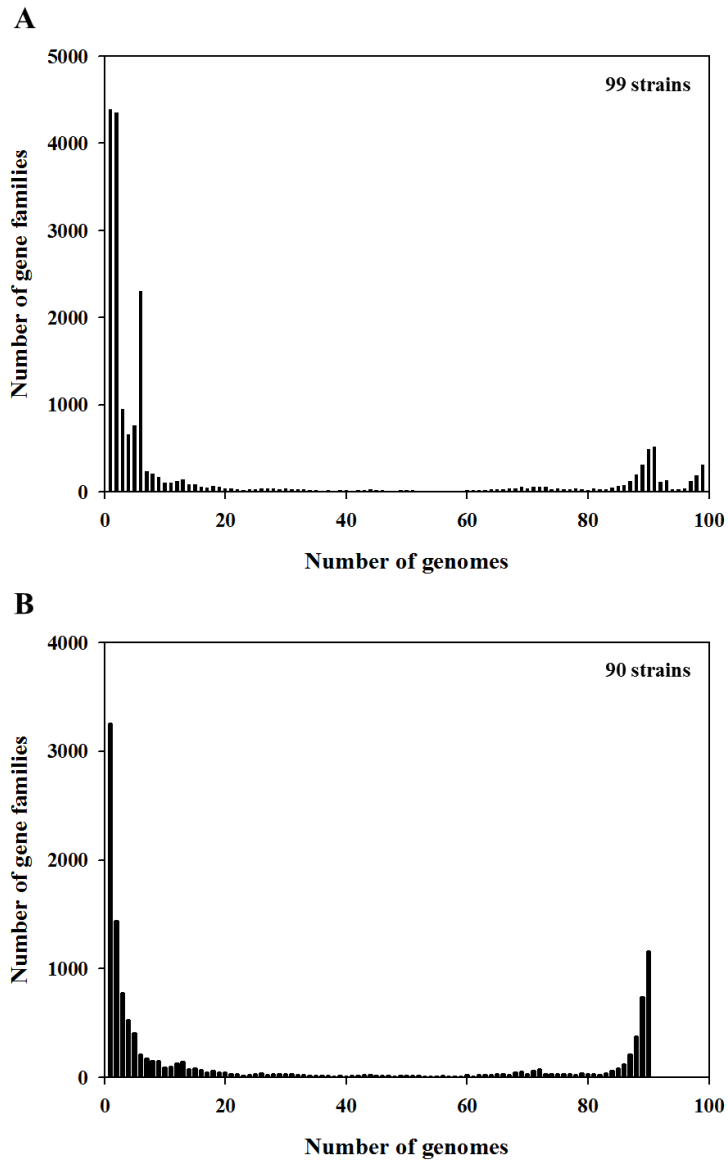 A
99 strains
Number of gene families
5000
4000
3000
2000
1000
0
0 20 40 60 80 100
Number of genomes
B
90 strains
Number of gene families
4000
3000
2000
1000
0
0 20 40 60 80 100
Number of genomes